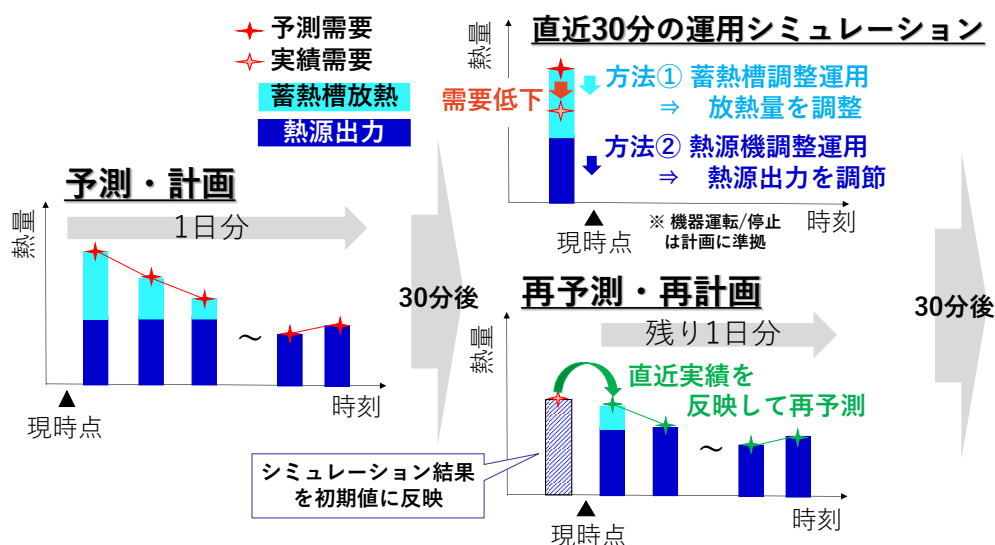 予測需要
実績需要
蓄熱槽放熱
熱源出力
予測・計画
1日分
熱量
～
時刻
現時点
30分後
直近30分の運用シミュレーション
熱量
需要低下
方法① 蓄熱槽調整運用
⇒ 放熱量を調整
方法② 熱源機調整運用
⇒ 熱源出力を調節
時刻
現時点
※ 機器運転/停止
は計画に準拠
再予測・再計画
残り1日分
熱量
直近実績を
反映して再予測
～
時刻
現時点
シミュレーション結果
を初期値に反映
30分後